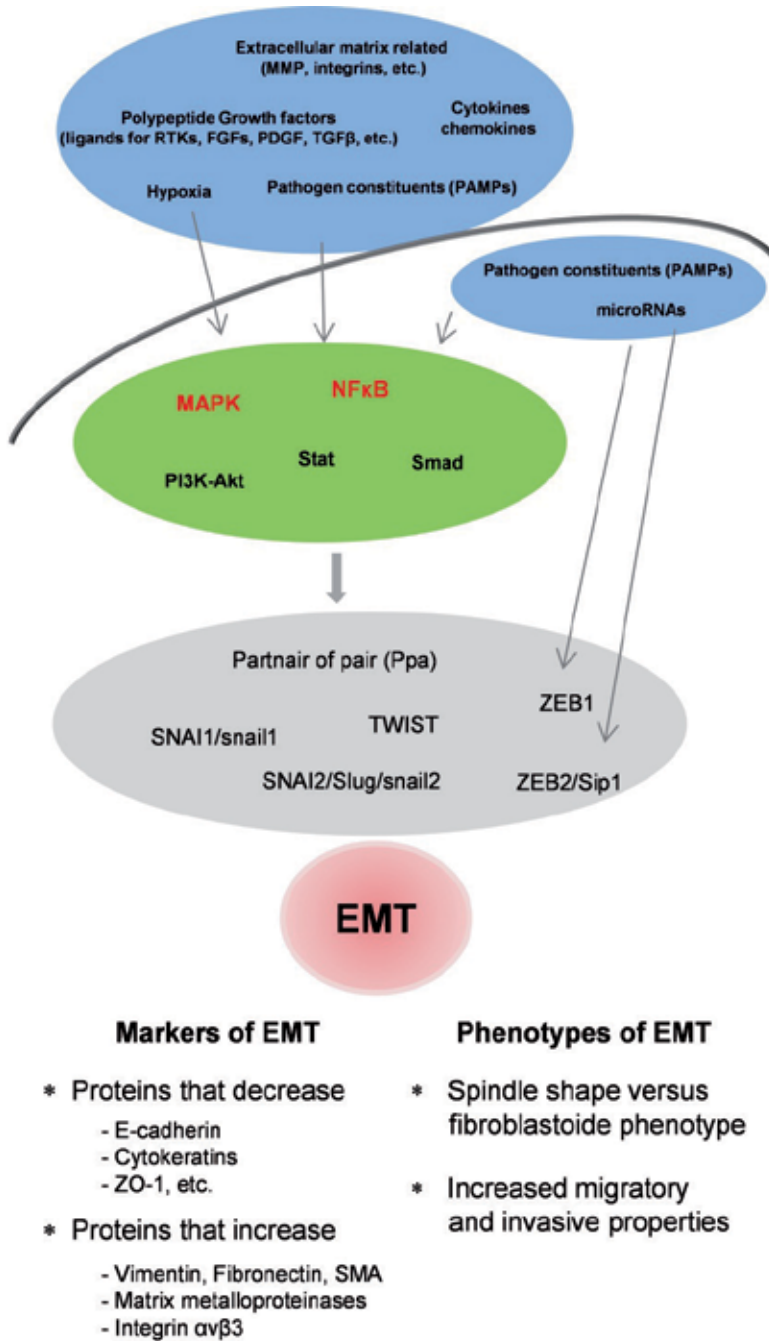 Extracellular matrix related
(MMP, integrins, etc.)
Polypeptide Growth factors
(ligands for RTKs, FGFs, PDGF, TGFβ, etc.)
Cytokines
chemokines
Hypoxia
Pathogen constituents (PAMPs)
Pathogen constituents (PAMPs)
microRNAs
MAPK
NFκB
PI3K-Akt
Stat
Smad
Partnair of pair (Ppa)
ZEB1
SNAI1/snail1
TWIST
SNAI2/Slug/snail2
ZEB2/Sip1
EMT
Markers of EMT
* Proteins that decrease
- E-cadherin
- Cytokeratins
- ZO-1, etc.
* Proteins that increase
- Vimentin, Fibronectin, SMA
- Matrix metalloproteinases
- Integrin αvβ3
Phenotypes of EMT
* Spindle shape versus
fibroblastoide phenotype
* Increased migratory
and invasive properties